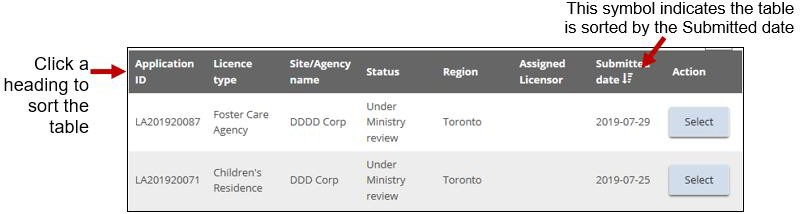 This symbol indicates the table
is sorted by the Submitted date
Click a
heading to
sort the
table
Application ID Licence type Site/Agency name Status Region Assigned Licensor Submitted date Action
LA201920087 Foster Care Agency DDDD Corp Under Ministry review Toronto 2019-07-29 Select
LA201920071 Children's Residence DDD Corp Under Ministry review Toronto 2019-07-25 Select